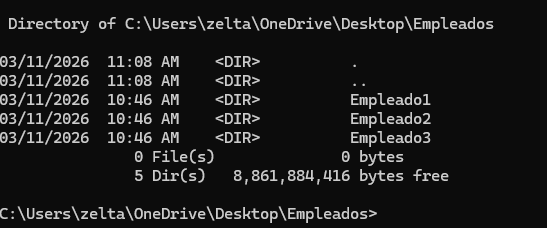 Directory of C:\Users\zelta\OneDrive\Desktop\Empleados
03/11/2026 11:08 AM <DIR> .
03/11/2026 11:08 AM <DIR> ..
03/11/2026 10:46 AM <DIR> Empleado1
03/11/2026 10:46 AM <DIR> Empleado2
03/11/2026 10:46 AM <DIR> Empleado3
0 File(s) 0 bytes
5 Dir(s) 8,861,884,416 bytes free
C:\Users\zelta\OneDrive\Desktop\Empleados>